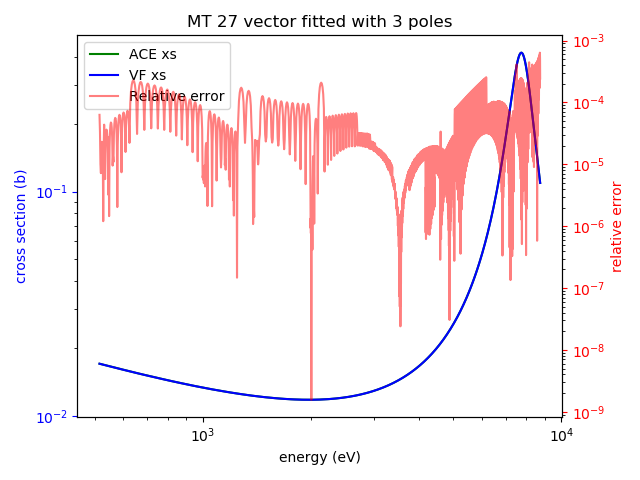 MT 27 vector fitted with 3 poles
ACE xs
VF xs
Relative error
cross section (b)
10⁻¹
10⁻²
10⁻³
10⁻⁴
10⁻⁵
10⁻⁶
10⁻⁷
10⁻⁸
10⁻⁹
relative error
10³
10⁴
energy (eV)